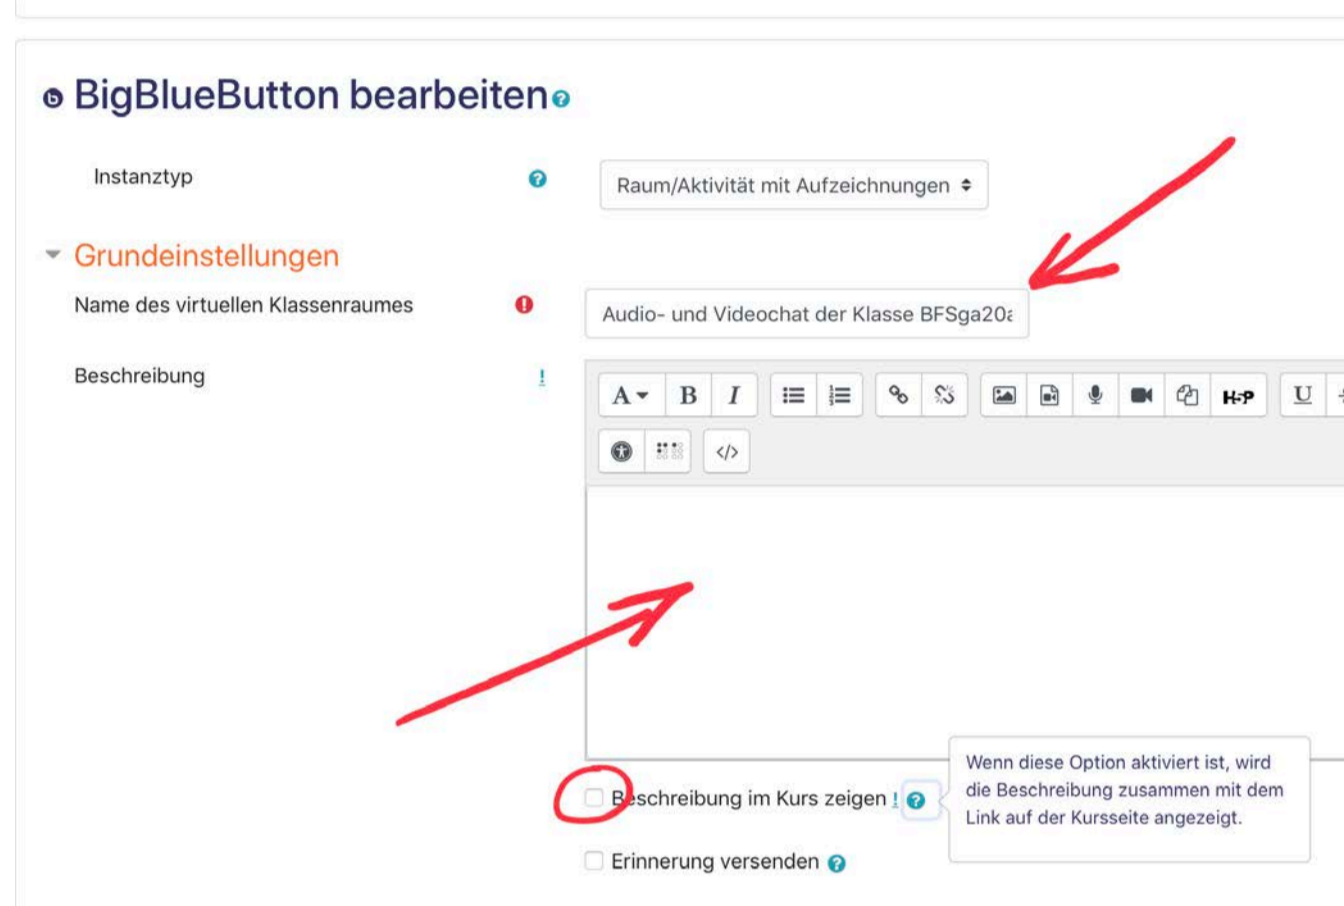 BigBlueButton bearbeiten
Instanztyp
Raum/Aktivität mit Aufzeichnungen
Grundeinstellungen
Name des virtuellen Klassenraumes
Audio- und Videochat der Klasse BFSga20a
Beschreibung
A B I H-P U
</>
Beschreibung im Kurs zeigen !
Wenn diese Option aktiviert ist, wird
die Beschreibung zusammen mit dem
Link auf der Kursseite angezeigt.
Erinnerung versenden